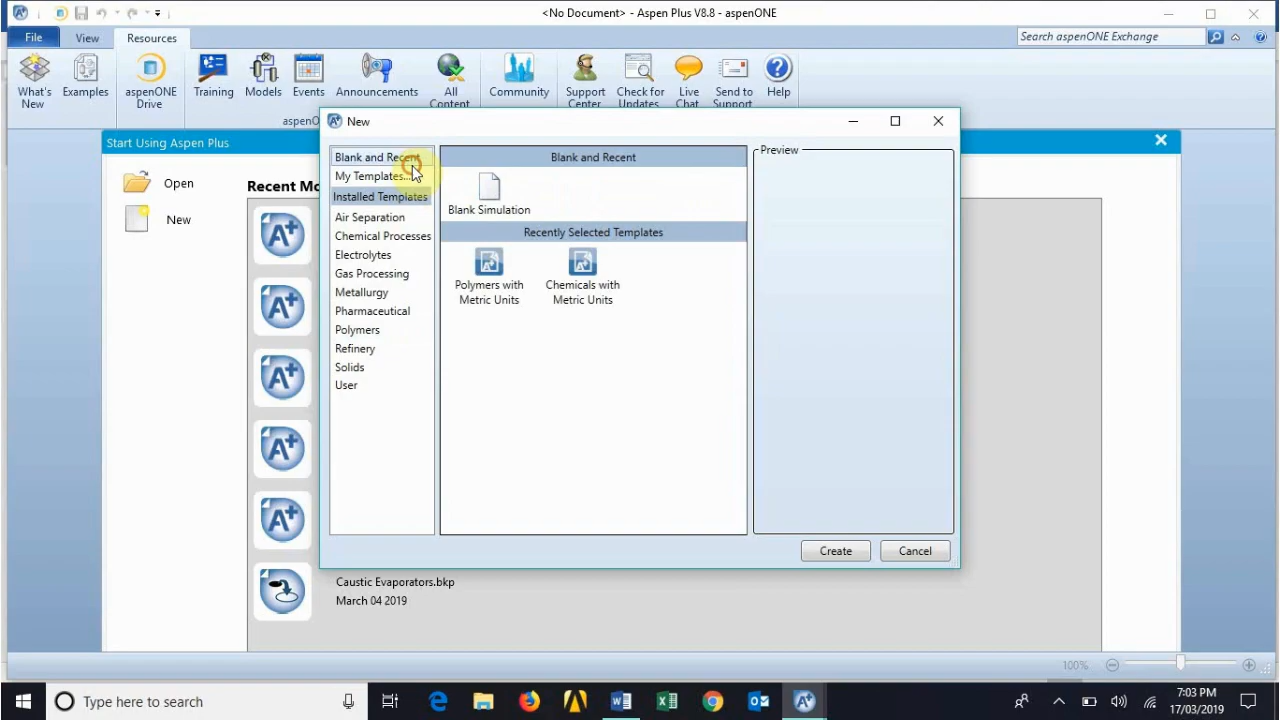 <No Document> - Aspen Plus V8.8 - aspenONE
File
View
Resources
Search aspenONE Exchange
What's New
Examples
aspenONE Drive
Training
Models
Events
Announcements
All Content
Community
Support Center
Check for Updates
Live Chat
Send to Support
Help
aspenO
Start Using Aspen Plus
Open
New
Recent Mo
New
Blank and Recent
My Templates...
Installed Templates
Air Separation
Chemical Processes
Electrolytes
Gas Processing
Metallurgy
Pharmaceutical
Polymers
Refinery
Solids
User
Blank and Recent
Blank Simulation
Recently Selected Templates
Polymers with
Metric Units
Chemicals with
Metric Units
Preview
Create
Cancel
Caustic Evaporators.bkp
March 04 2019
100%
Type here to search
7:03 PM
17/03/2019